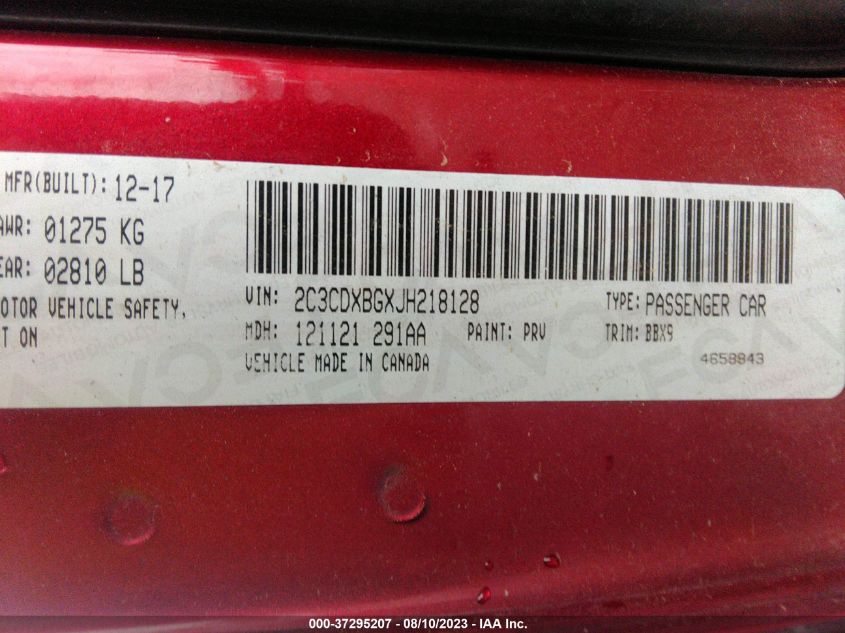 MFR(BUILT): 12-17
AWR: 01275 KG
EAR: 02810 LB
OTOR VEHICLE SAFETY,
T ON
VIN: 2C3CDXBGXJH218128
TYPE: PASSENGER CAR
MDH: 121121 291AA
PAINT: PRV
TRIM: BBX9
VEHICLE MADE IN CANADA
4658843
000-37295207 - 08/10/2023 - IAA Inc.